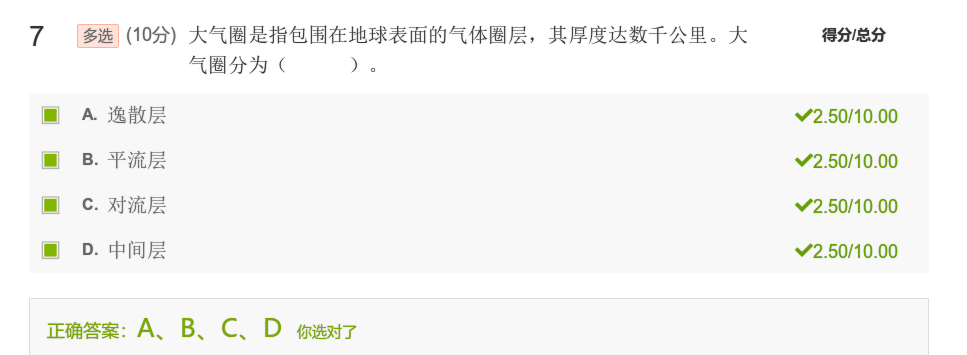 7 多选 (10分) 大气圈是指包围在地球表面的气体圈层，其厚度达数千公里。大 得分/总分
气圈分为（　　　）。
A. 逸散层 2.50/10.00
B. 平流层 2.50/10.00
C. 对流层 2.50/10.00
D. 中间层 2.50/10.00
正确答案：A、B、C、D 你选对了